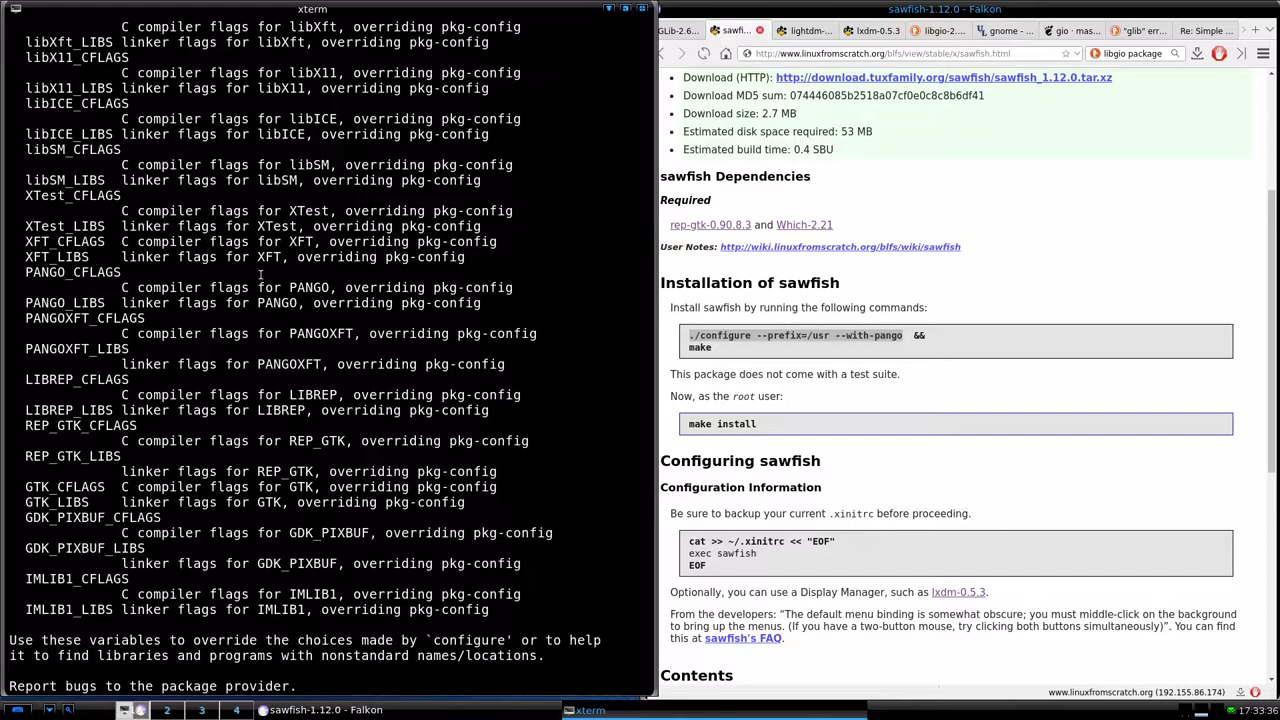 xterm
C compiler flags for libXft, overriding pkg-config
libXft_LIBS linker flags for libXft, overriding pkg-config
libX11_CFLAGS
C compiler flags for libX11, overriding pkg-config
libX11_LIBS linker flags for libX11, overriding pkg-config
libICE_CFLAGS
C compiler flags for libICE, overriding pkg-config
libICE_LIBS linker flags for libICE, overriding pkg-config
libSM_CFLAGS
C compiler flags for libSM, overriding pkg-config
libSM_LIBS linker flags for libSM, overriding pkg-config
XTest_CFLAGS
C compiler flags for XTest, overriding pkg-config
XTest_LIBS linker flags for XTest, overriding pkg-config
XFT_CFLAGS C compiler flags for XFT, overriding pkg-config
XFT_LIBS linker flags for XFT, overriding pkg-config
PANGO_CFLAGS
C compiler flags for PANGO, overriding pkg-config
PANGO_LIBS linker flags for PANGO, overriding pkg-config
PANGOXFT_CFLAGS
C compiler flags for PANGOXFT, overriding pkg-config
PANGOXFT_LIBS
linker flags for PANGOXFT, overriding pkg-config
LIBREP_CFLAGS
C compiler flags for LIBREP, overriding pkg-config
LIBREP_LIBS linker flags for LIBREP, overriding pkg-config
REP_GTK_CFLAGS
C compiler flags for REP_GTK, overriding pkg-config
REP_GTK_LIBS
linker flags for REP_GTK, overriding pkg-config
GTK_CFLAGS C compiler flags for GTK, overriding pkg-config
GTK_LIBS linker flags for GTK, overriding pkg-config
GDK_PIXBUF_CFLAGS
C compiler flags for GDK_PIXBUF, overriding pkg-config
GDK_PIXBUF_LIBS
linker flags for GDK_PIXBUF, overriding pkg-config
IMLIB1_CFLAGS
C compiler flags for IMLIB1, overriding pkg-config
IMLIB1_LIBS linker flags for IMLIB1, overriding pkg-config
Use these variables to override the choices made by `configure' or to help
it to find libraries and programs with nonstandard names/locations.
Report bugs to the package provider.
sawfish-1.12.0 - Falkon
GLib-2.6... sawfi... lightdm-... lxdm-0.5.3 libgio-2... gnome - ... gio · mas... "glib" err... Re: Simple ...
http://www.linuxfromscratch.org/blfs/view/stable/x/sawfish.html libgio package
Download (HTTP): http://download.tuxfamily.org/sawfish/sawfish_1.12.0.tar.xz
Download MD5 sum: 074446085b2518a07cf0e0c8c8b6df41
Download size: 2.7 MB
Estimated disk space required: 53 MB
Estimated build time: 0.4 SBU
sawfish Dependencies
Required
rep-gtk-0.90.8.3 and Which-2.21
User Notes: http://wiki.linuxfromscratch.org/blfs/wiki/sawfish
Installation of sawfish
Install sawfish by running the following commands:
./configure --prefix=/usr --with-pango &&
make
This package does not come with a test suite.
Now, as the root user:
make install
Configuring sawfish
Configuration Information
Be sure to backup your current .xinitrc before proceeding.
cat >> ~/.xinitrc << "EOF"
exec sawfish
EOF
Optionally, you can use a Display Manager, such as lxdm-0.5.3.
From the developers: “The default menu binding is somewhat obscure; you must middle-click on the background
to bring up the menus. (If you have a two-button mouse, try clicking both buttons simultaneously)”. You can find
this at sawfish's FAQ.
Contents
www.linuxfromscratch.org (192.155.86.174)
2 3 4 sawfish-1.12.0 - Falkon xterm 17:33:36